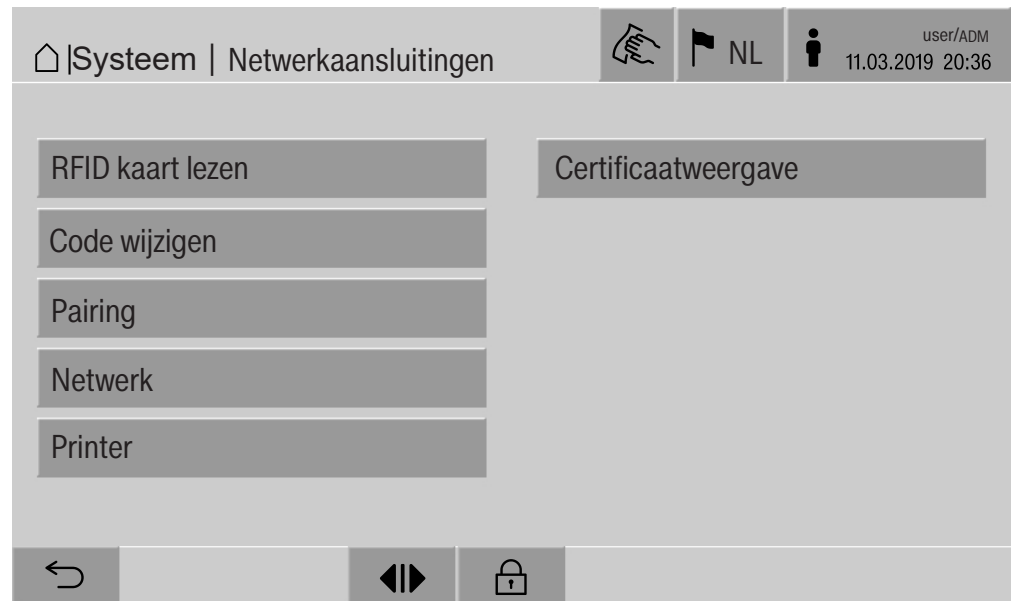 |Systeem | Netwerkaansluitingen
NL
user/ADM
11.03.2019 20:36
RFID kaart lezen
Code wijzigen
Pairing
Netwerk
Printer
Certificaatweergave